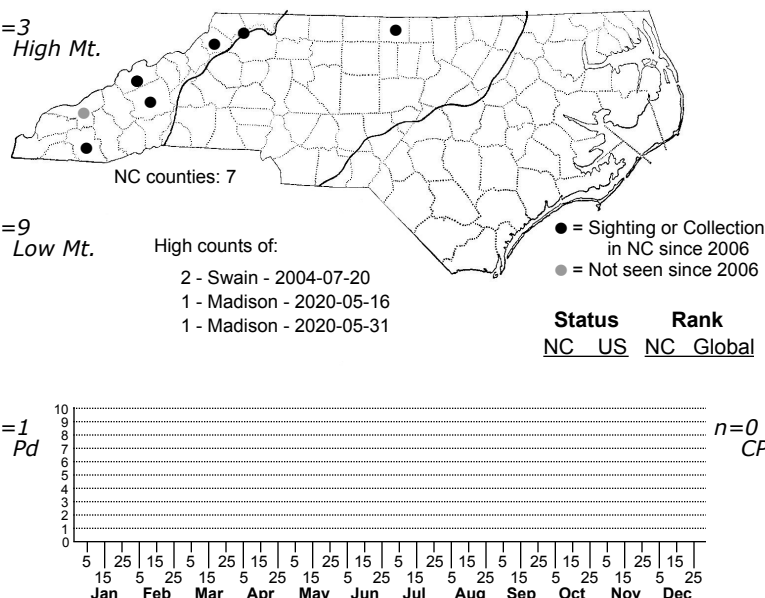 =3
High Mt.
NC counties: 7
=9
Low Mt.
High counts of:
2 - Swain - 2004-07-20
1 - Madison - 2020-05-16
1 - Madison - 2020-05-31
● = Sighting or Collection
in NC since 2006
● = Not seen since 2006
Status Rank
NC US NC Global
=1
Pd
n=0
CP
10
9
8
7
6
5
4
3
2
1
0
5 25 15 5 25 15 5 25 15 5 25 15 5 25 15 5 25 15
15 5 25 15 5 25 15 5 25 15 5 25 15 5 25 15 5 25
Jan Feb Mar Apr May Jun Jul Aug Sep Oct Nov Dec